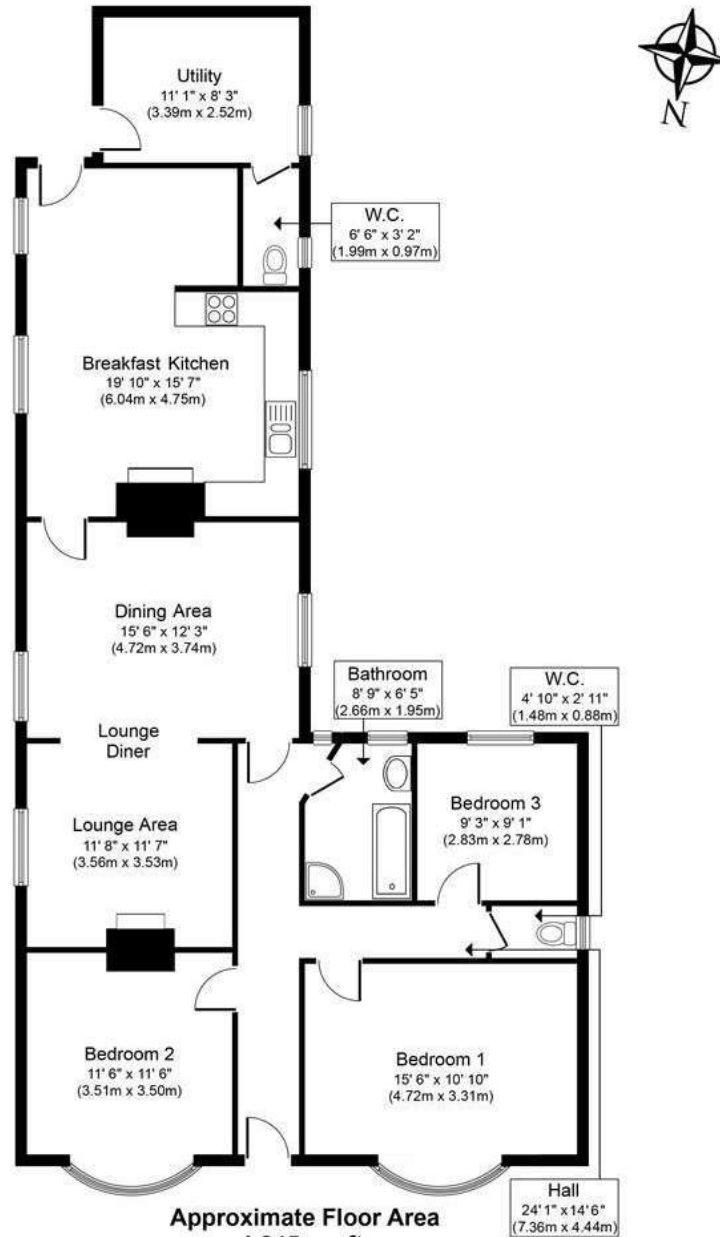 N
Utility
11' 1" x 8' 3"
(3.39m x 2.52m)
W.C.
6' 6" x 3' 2"
(1.99m x 0.97m)
Breakfast Kitchen
19' 10" x 15' 7"
(6.04m x 4.75m)
Dining Area
15' 6" x 12' 3"
(4.72m x 3.74m)
Bathroom
8' 9" x 6' 5"
(2.66m x 1.95m)
W.C.
4' 10" x 2' 11"
(1.48m x 0.88m)
Lounge
Diner
Lounge Area
11' 8" x 11' 7"
(3.56m x 3.53m)
Bedroom 3
9' 3" x 9' 1"
(2.83m x 2.78m)
Bedroom 2
11' 6" x 11' 6"
(3.51m x 3.50m)
Bedroom 1
15' 6" x 10' 10"
(4.72m x 3.31m)
Hall
24' 1" x 14' 6"
(7.36m x 4.44m)
Approximate Floor Area